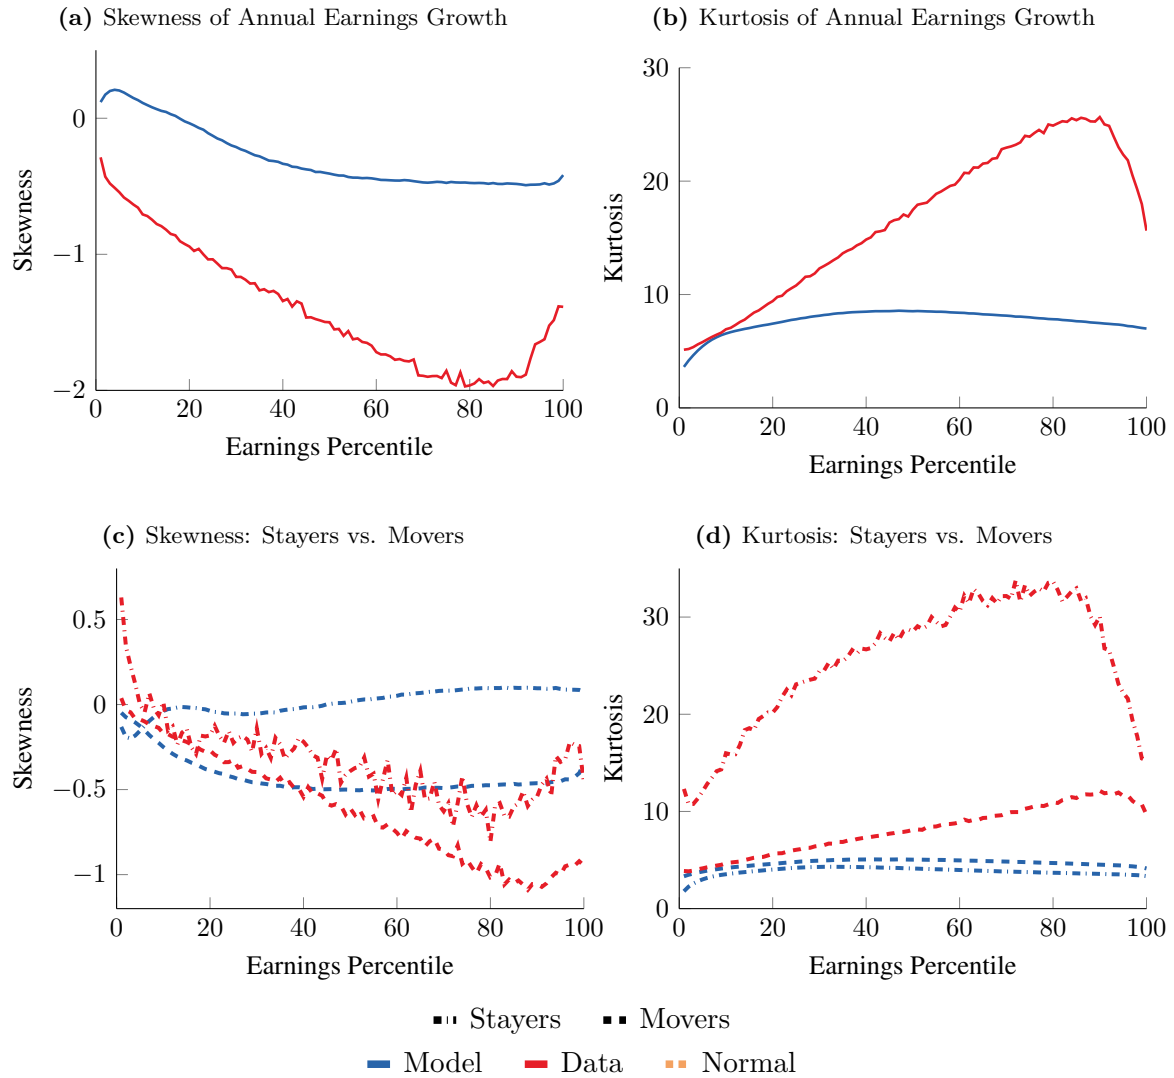 (a) Skewness of Annual Earnings Growth
0
−1
−2
0 20 40 60 80 100
Skewness
Earnings Percentile
(b) Kurtosis of Annual Earnings Growth
30
20
10
0
0 20 40 60 80 100
Kurtosis
Earnings Percentile
(c) Skewness: Stayers vs. Movers
0.5
0
−0.5
−1
0 20 40 60 80 100
Skewness
Earnings Percentile
(d) Kurtosis: Stayers vs. Movers
30
20
10
0
0 20 40 60 80 100
Kurtosis
Earnings Percentile
Stayers Movers
Model Data Normal